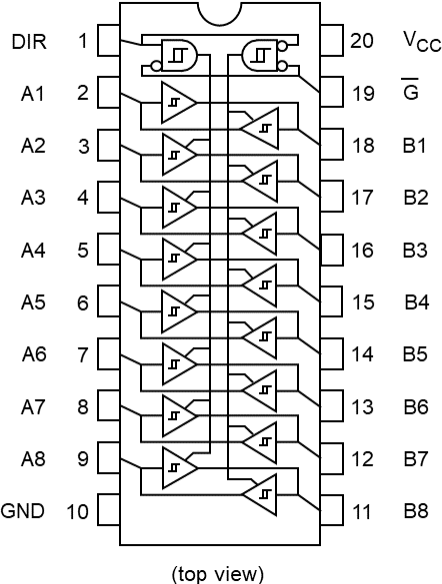 DIR 1 20 VCC
A1 2 19 G̅
A2 3 18 B1
A3 4 17 B2
A4 5 16 B3
A5 6 15 B4
A6 7 14 B5
A7 8 13 B6
A8 9 12 B7
GND 10 11 B8
(top view)